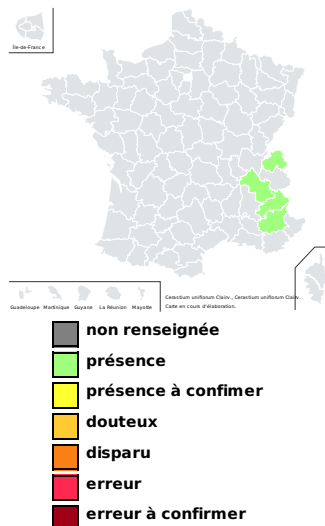 Île-de-France
Cerastium uniflorum Clairv., Cerastium uniflorum Clairv.
Carte en cours d'élaboration.
Guadeloupe Martinique Guyane La Réunion Mayotte
non renseignée
présence
présence à confimer
douteux
disparu
erreur
erreur à confirmer